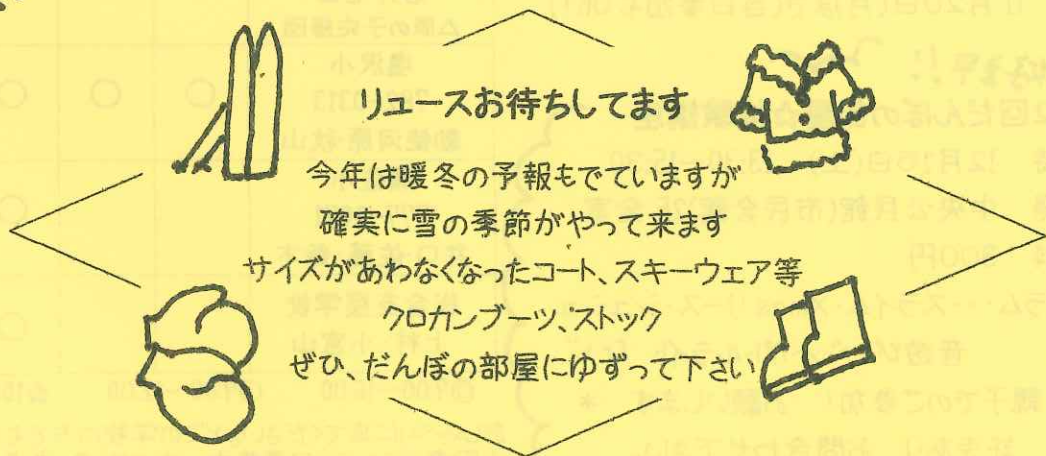 リュースお待ちしてます
今年は暖冬の予報もでていますが
確実に雪の季節がやって来ます
サイズがあわなくなったコート、スキーウェア等
クロカンブーツ、ストック
ぜひ、だんぼの部屋にゆずって下さい